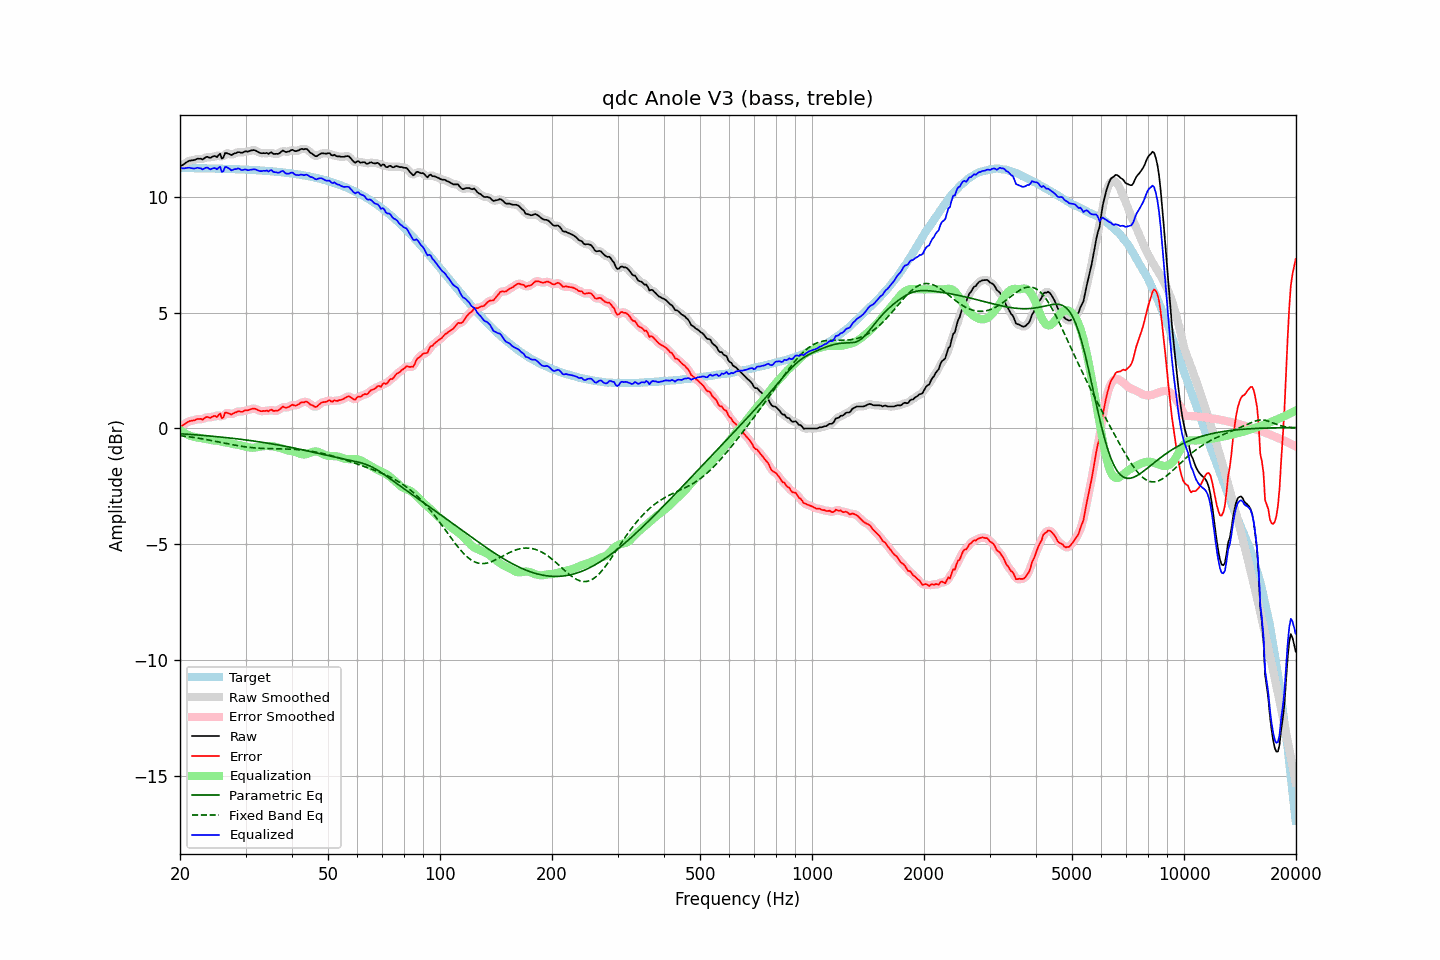 qdc Anole V3 (bass, treble)
Amplitude (dBr)
10
5
0
−5
−10
−15
Target
Raw Smoothed
Error Smoothed
Raw
Error
Equalization
Parametric Eq
Fixed Band Eq
Equalized
20 50 100 200 500 1000 2000 5000 10000 20000
Frequency (Hz)